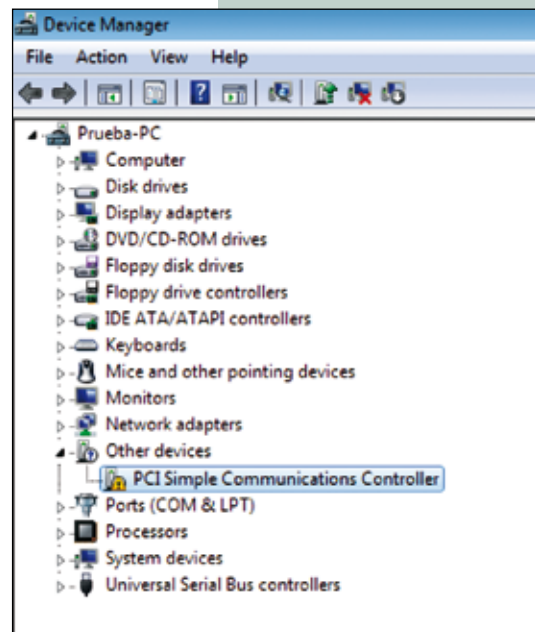 Device Manager
File Action View Help
Prueba-PC
Computer
Disk drives
Display adapters
DVD/CD-ROM drives
Floppy disk drives
Floppy drive controllers
IDE ATA/ATAPI controllers
Keyboards
Mice and other pointing devices
Monitors
Network adapters
Other devices
PCI Simple Communications Controller
Ports (COM & LPT)
Processors
System devices
Universal Serial Bus controllers